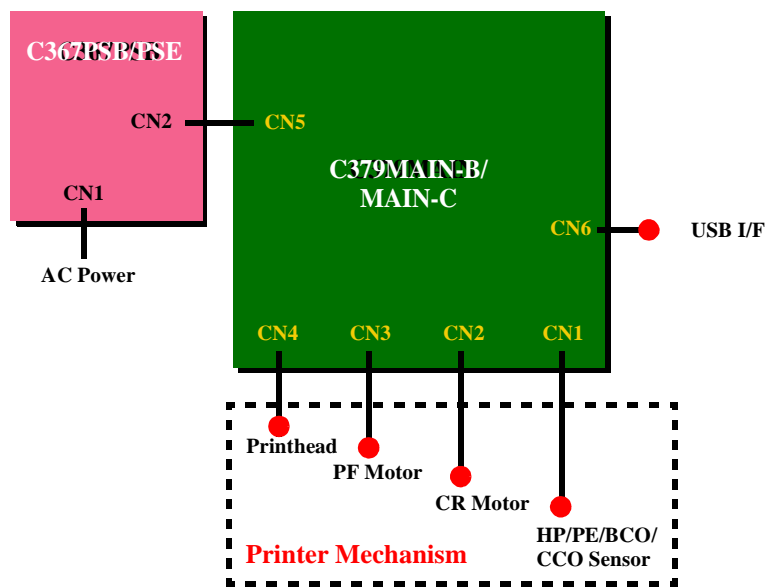 C367PSB/PSE
CN2
CN5
C379MAIN-B/
MAIN-C
CN1
CN6
USB I/F
AC Power
CN4
CN3
CN2
CN1
Printhead
PF Motor
CR Motor
HP/PE/BCO/
CCO Sensor
Printer Mechanism